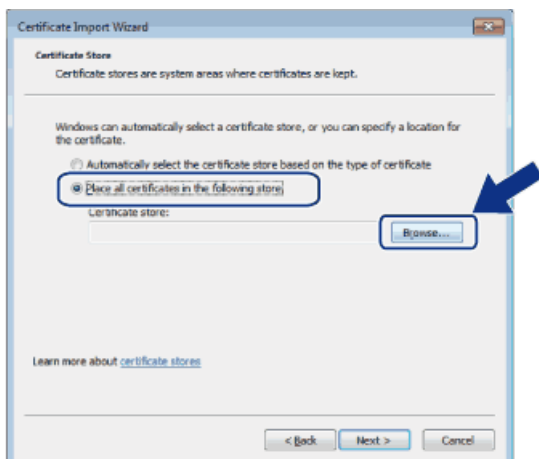 Certificate Import Wizard
Certificate Store
Certificate stores are system areas where certificates are kept.
Windows can automatically select a certificate store, or you can specify a location for
the certificate.
Automatically select the certificate store based on the type of certificate
Place all certificates in the following store
Certificate store:
Browse...
Learn more about certificate stores
< Back
Next >
Cancel